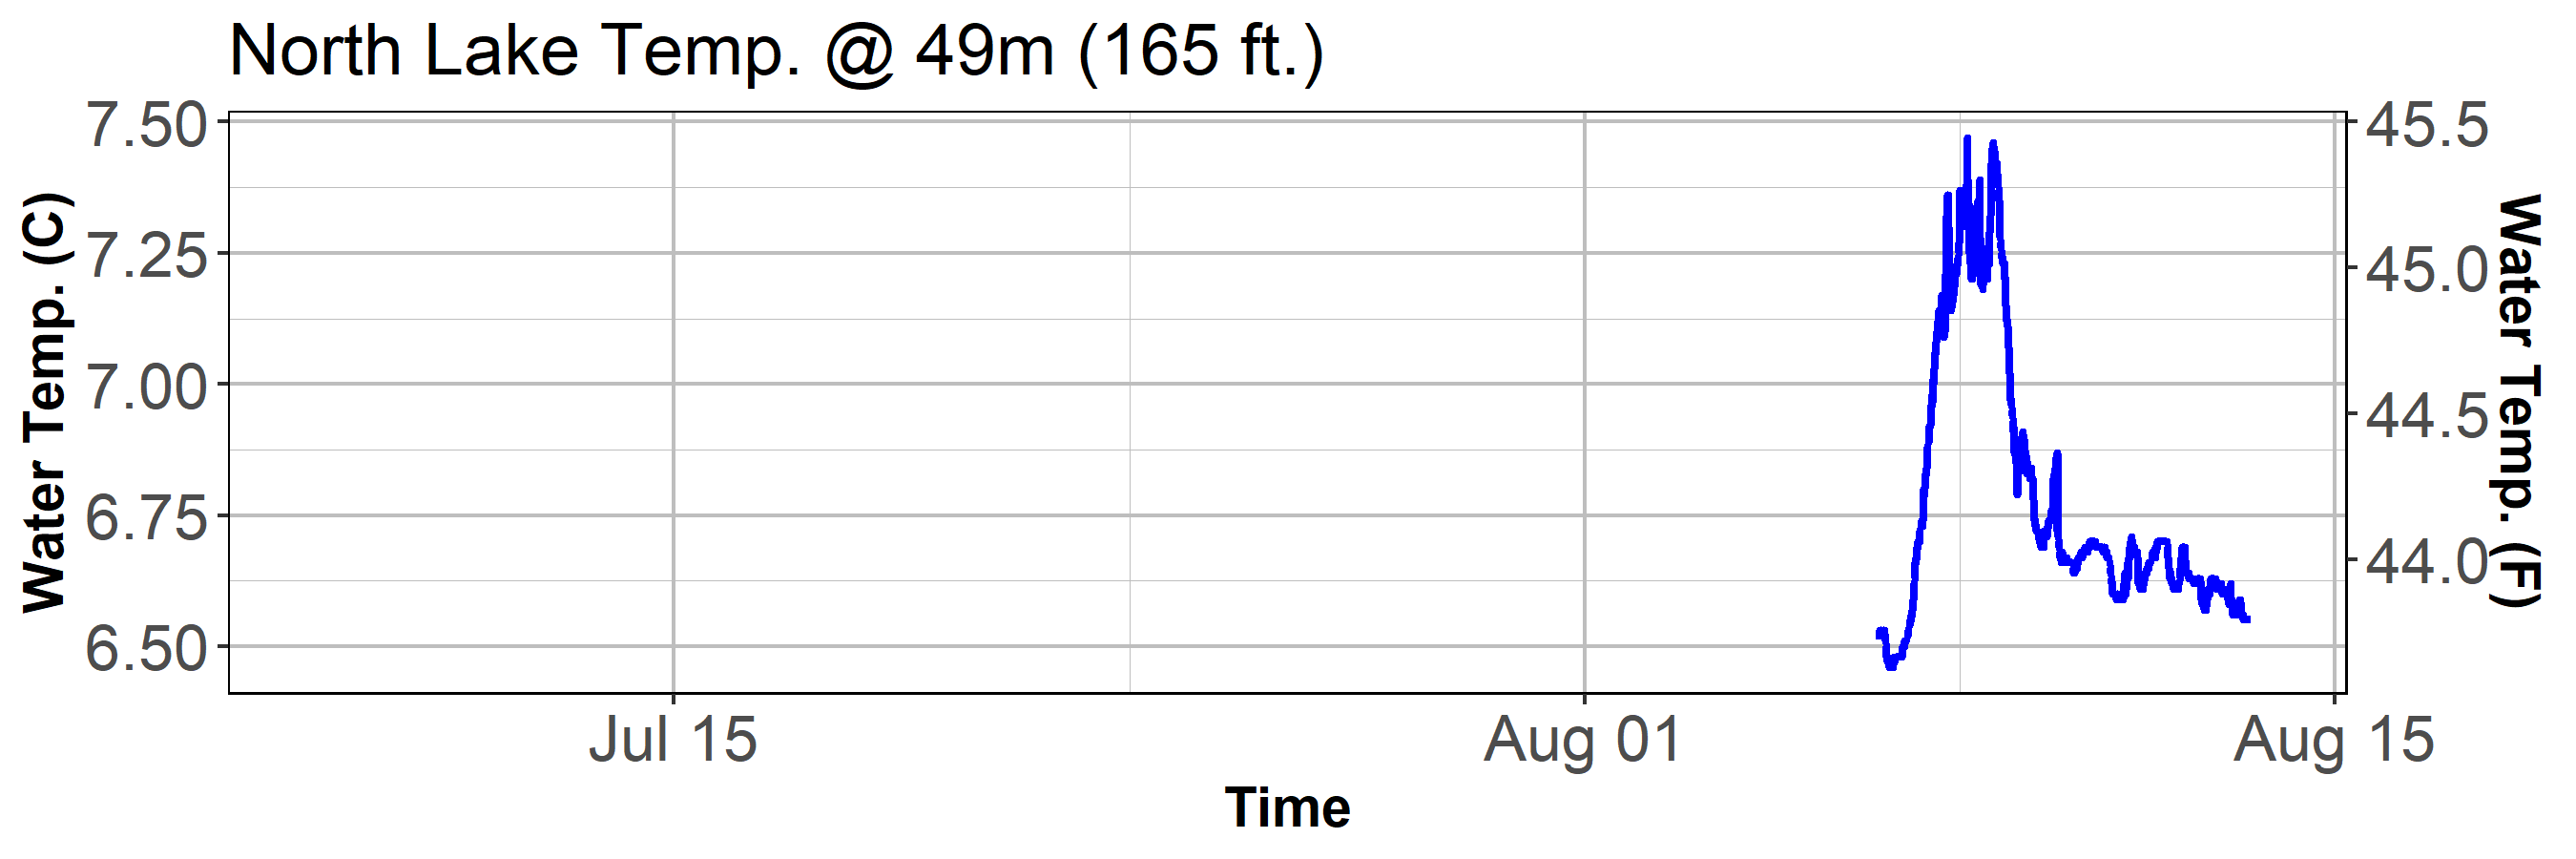 North Lake Temp. @ 49m (165 ft.)
Water Temp. (C)
7.50
7.25
7.00
6.75
6.50
45.5
45.0
44.5
44.0
Water Temp. (F)
Jul 15
Aug 01
Aug 15
Time